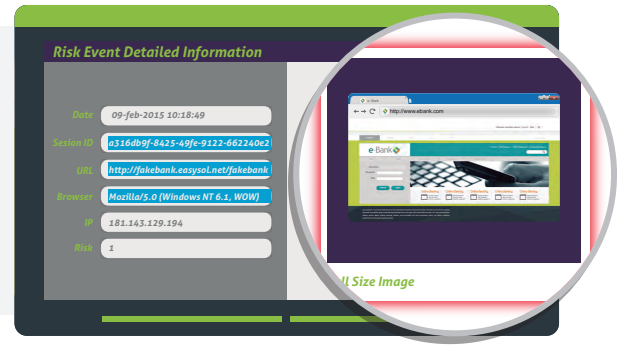 Risk Event Detailed Information
Date 09-feb-2015 10:18:49
Sesion ID a316db9f-8425-49fe-9122-662240e2
URL http://fakebank.easysol.net/fakebank
Browser Mozilla/5.0 (Windows NT 6.1, WOW)
IP 181.143.129.194
Risk 1
e-Bank
http://www.ebank.com
e-Bank
ll Size Image